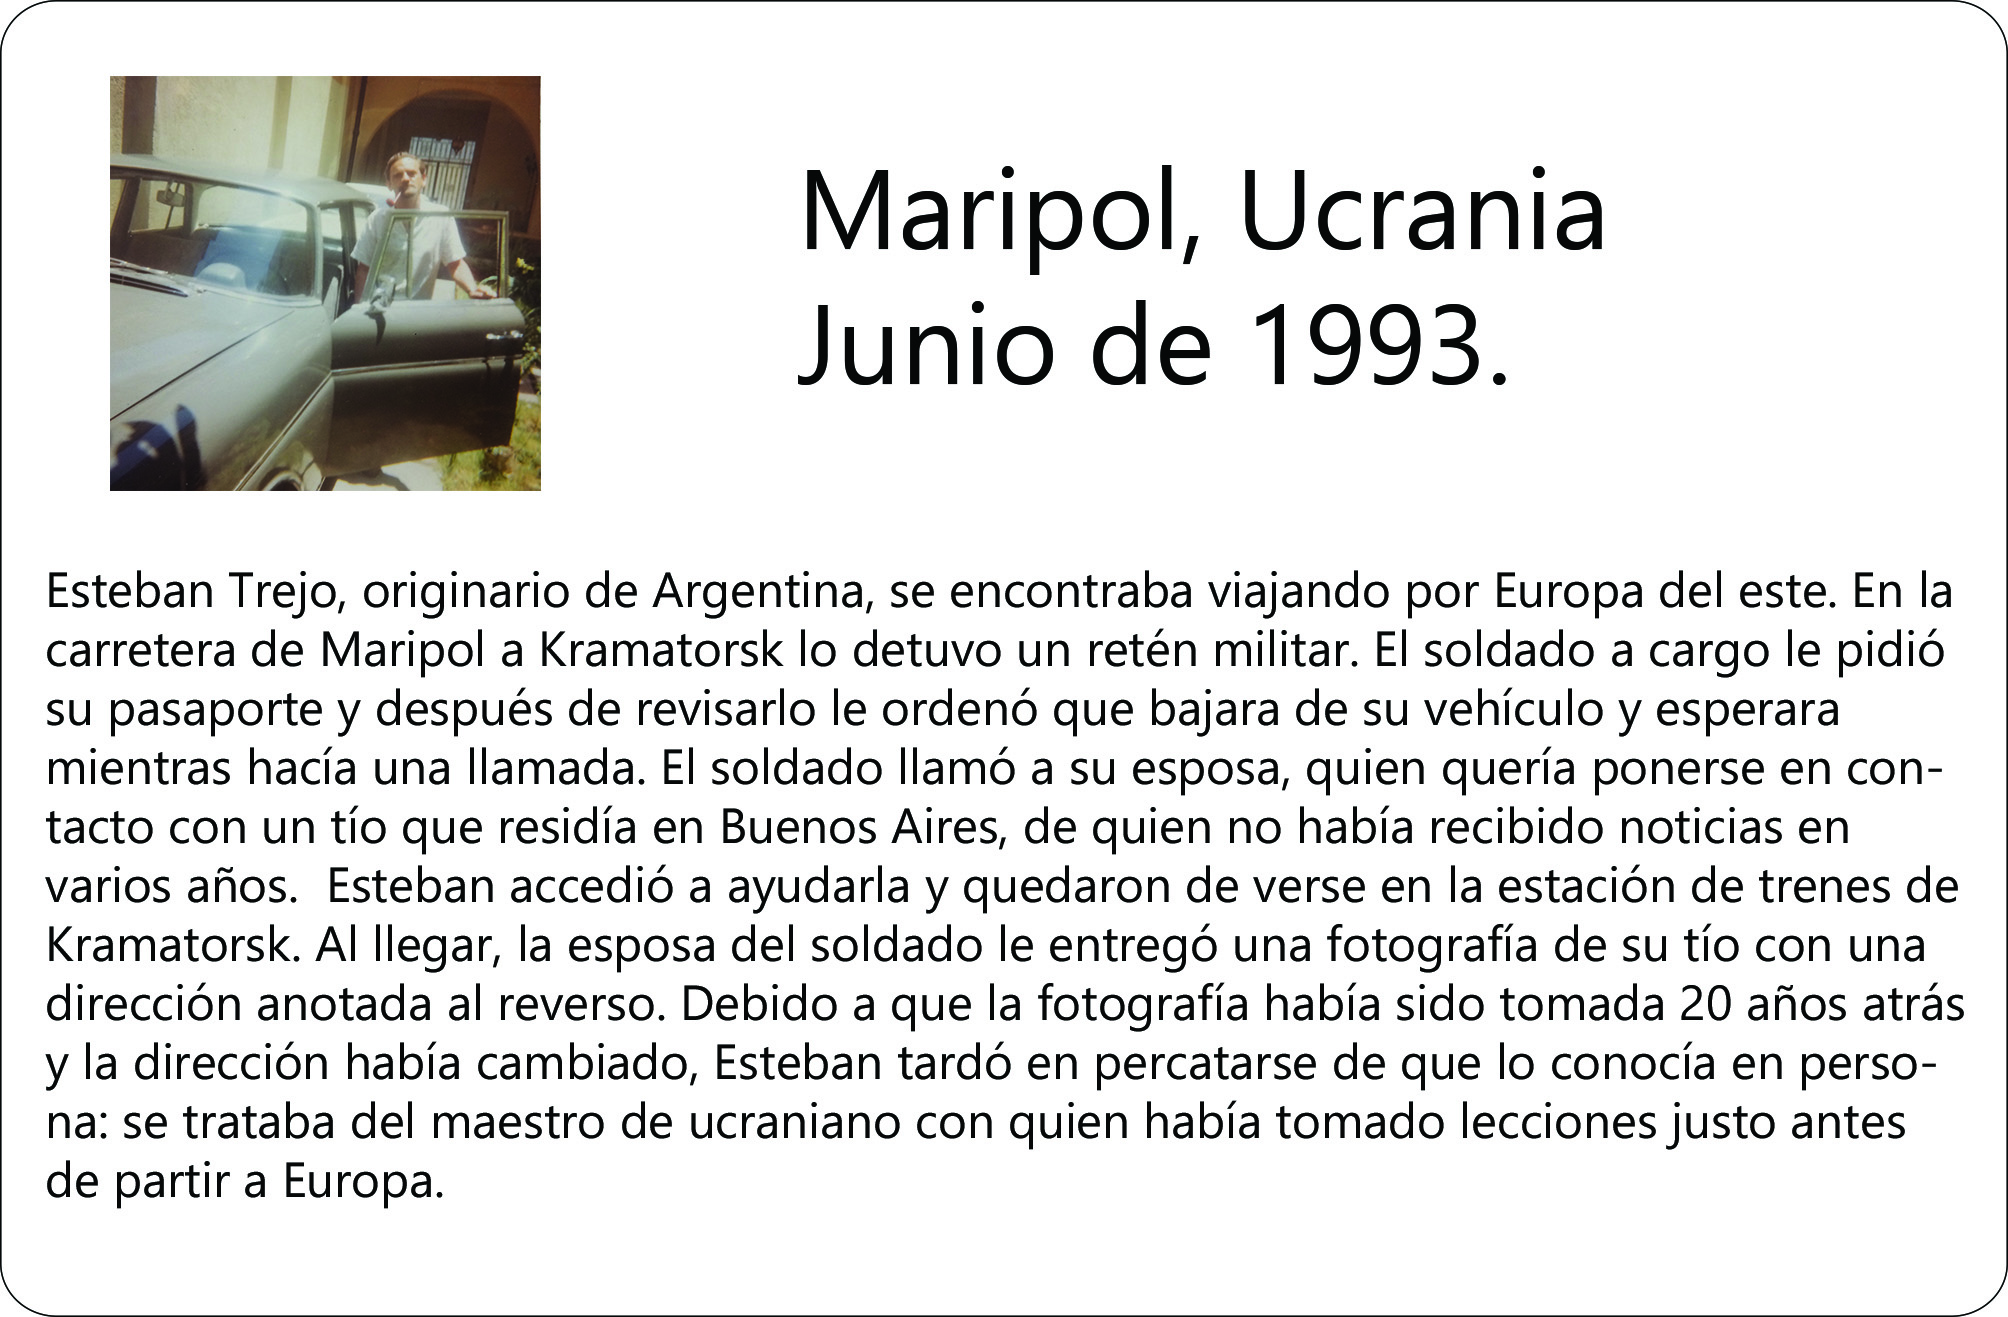 Maripol, Ucrania
Junio de 1993.
Esteban Trejo, originario de Argentina, se encontraba viajando por Europa del este. En la
carretera de Maripol a Kramatorsk lo detuvo un retén militar. El soldado a cargo le pidió
su pasaporte y después de revisarlo le ordenó que bajara de su vehículo y esperara
mientras hacía una llamada. El soldado llamó a su esposa, quien quería ponerse en con-
tacto con un tío que residía en Buenos Aires, de quien no había recibido noticias en
varios años.  Esteban accedió a ayudarla y quedaron de verse en la estación de trenes de
Kramatorsk. Al llegar, la esposa del soldado le entregó una fotografía de su tío con una
dirección anotada al reverso. Debido a que la fotografía había sido tomada 20 años atrás
y la dirección había cambiado, Esteban tardó en percatarse de que lo conocía en perso-
na: se trataba del maestro de ucraniano con quien había tomado lecciones justo antes
de partir a Europa.